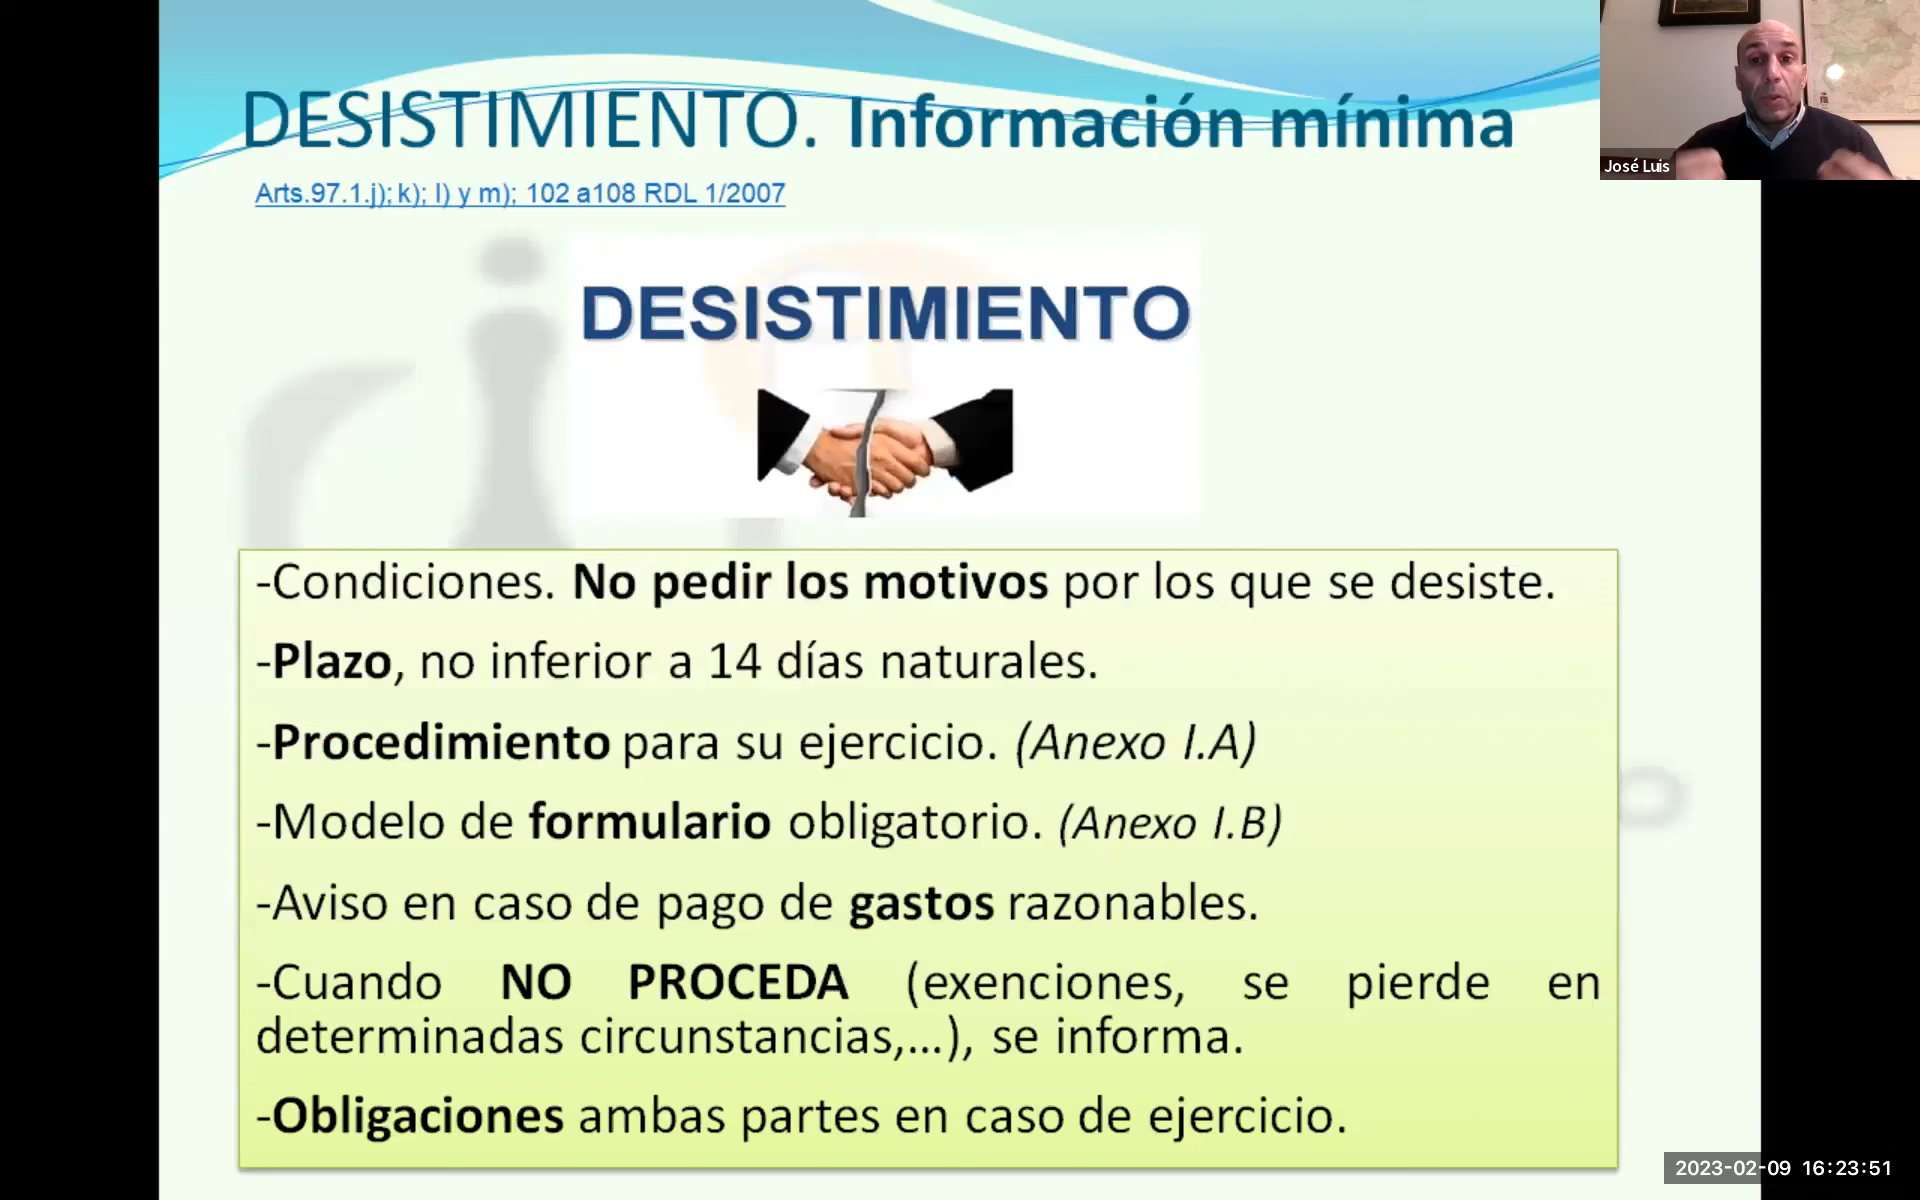 DESISTIMIENTO. Información mínima
José Luis
Arts.97.1.j); k); l) y m); 102 a108 RDL 1/2007
DESISTIMIENTO
-Condiciones. No pedir los motivos por los que se desiste.
-Plazo, no inferior a 14 días naturales.
-Procedimiento para su ejercicio. (Anexo I.A)
-Modelo de formulario obligatorio. (Anexo I.B)
-Aviso en caso de pago de gastos razonables.
-Cuando NO PROCEDA (exenciones, se pierde en
determinadas circunstancias,...), se informa.
-Obligaciones ambas partes en caso de ejercicio.
2023-02-09 16:23:51